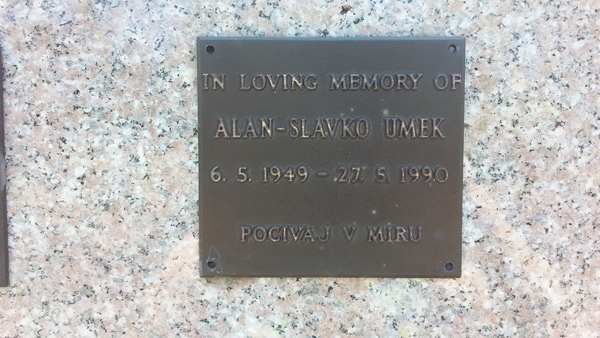 IN LOVING MEMORY OF
ALAN-SLAVKO UMEK
6. 5. 1949 - 27. 5. 1990
POCIVAJ V MIRU